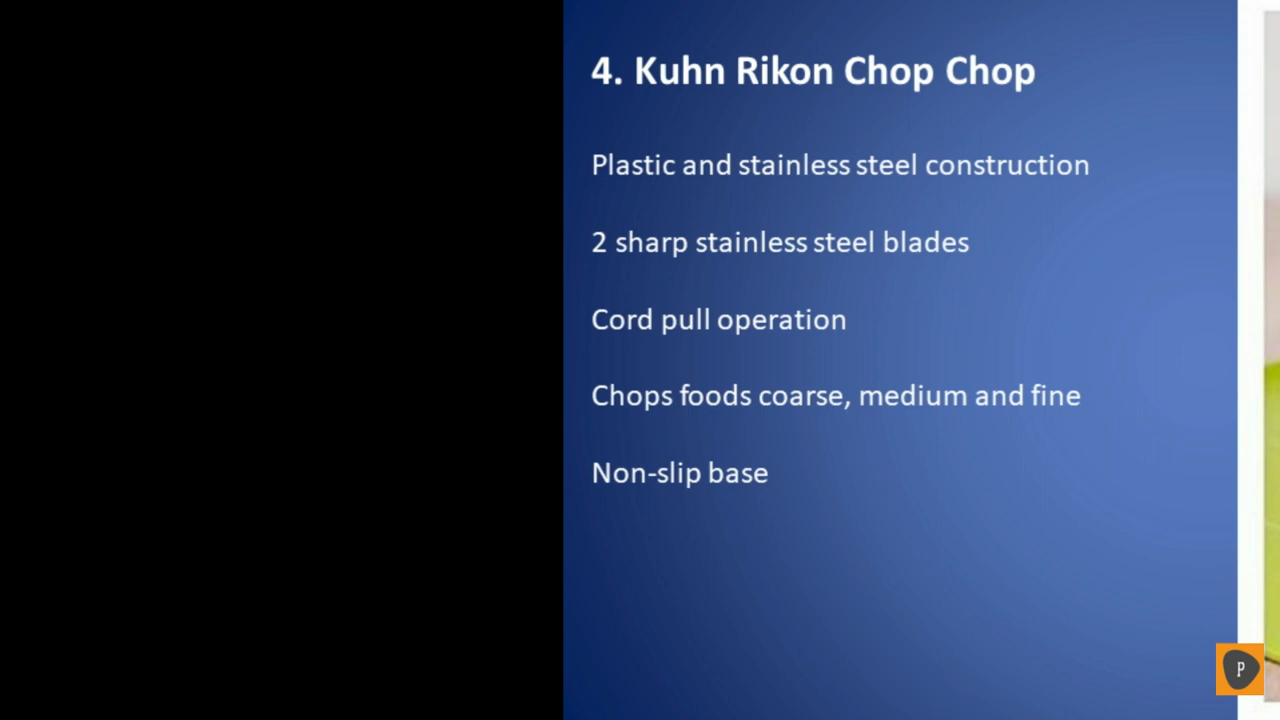 4. Kuhn Rikon Chop Chop
Plastic and stainless steel construction
2 sharp stainless steel blades
Cord pull operation
Chops foods coarse, medium and fine
Non-slip base
P